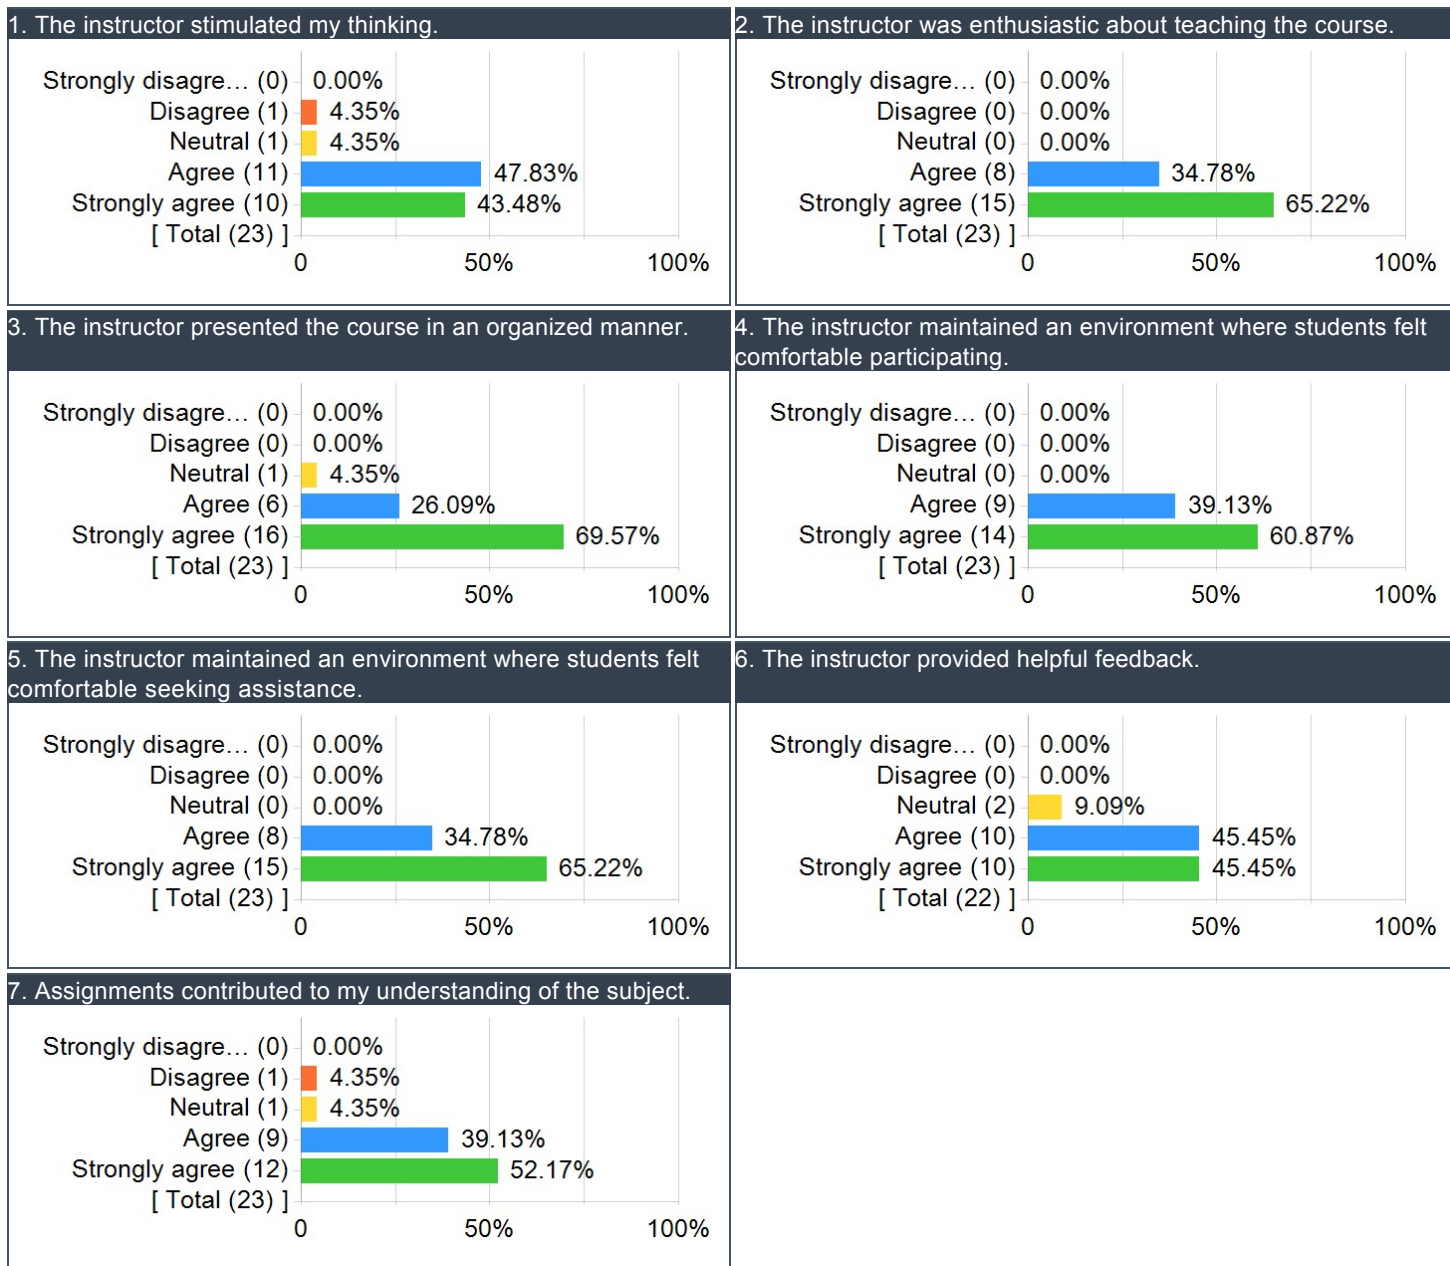 1. The instructor stimulated my thinking.
Strongly disagre... (0) 0.00%
Disagree (1) 4.35%
Neutral (1) 4.35%
Agree (11) 47.83%
Strongly agree (10) 43.48%
[ Total (23) ]
0 50% 100%
2. The instructor was enthusiastic about teaching the course.
Strongly disagre... (0) 0.00%
Disagree (0) 0.00%
Neutral (0) 0.00%
Agree (8) 34.78%
Strongly agree (15) 65.22%
[ Total (23) ]
0 50% 100%
3. The instructor presented the course in an organized manner.
Strongly disagre... (0) 0.00%
Disagree (0) 0.00%
Neutral (1) 4.35%
Agree (6) 26.09%
Strongly agree (16) 69.57%
[ Total (23) ]
0 50% 100%
4. The instructor maintained an environment where students felt
comfortable participating.
Strongly disagre... (0) 0.00%
Disagree (0) 0.00%
Neutral (0) 0.00%
Agree (9) 39.13%
Strongly agree (14) 60.87%
[ Total (23) ]
0 50% 100%
5. The instructor maintained an environment where students felt
comfortable seeking assistance.
Strongly disagre... (0) 0.00%
Disagree (0) 0.00%
Neutral (0) 0.00%
Agree (8) 34.78%
Strongly agree (15) 65.22%
[ Total (23) ]
0 50% 100%
6. The instructor provided helpful feedback.
Strongly disagre... (0) 0.00%
Disagree (0) 0.00%
Neutral (2) 9.09%
Agree (10) 45.45%
Strongly agree (10) 45.45%
[ Total (22) ]
0 50% 100%
7. Assignments contributed to my understanding of the subject.
Strongly disagre... (0) 0.00%
Disagree (1) 4.35%
Neutral (1) 4.35%
Agree (9) 39.13%
Strongly agree (12) 52.17%
[ Total (23) ]
0 50% 100%